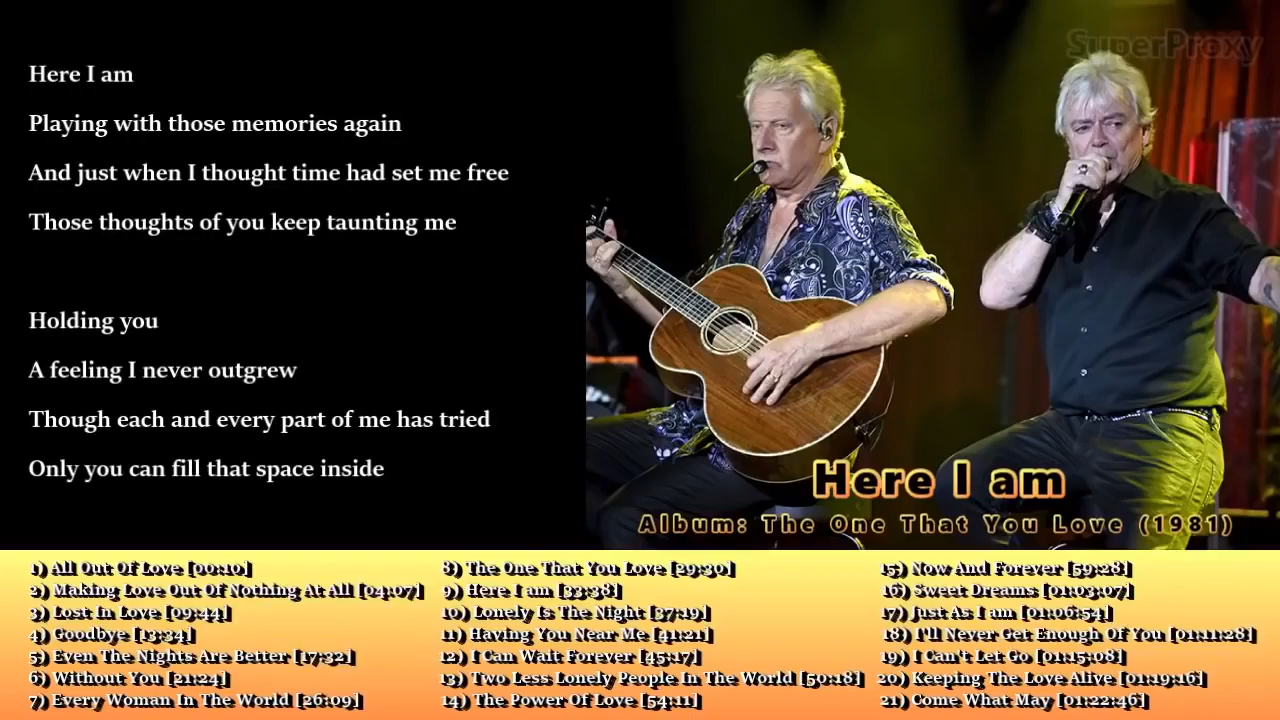 SuperProxy
Here I am
Playing with those memories again
And just when I thought time had set me free
Those thoughts of you keep taunting me
Holding you
A feeling I never outgrew
Though each and every part of me has tried
Only you can fill that space inside
Here I am
Album: The One That You Love (1981)
1) All Out Of Love [00:10]
2) Making Love Out Of Nothing At All [04:07]
3) Lost In Love [09:44]
4) Goodbye [13:34]
5) Even The Nights Are Better [17:32]
6) Without You [21:24]
7) Every Woman In The World [26:09]
8) The One That You Love [29:30]
9) Here I am [33:38]
10) Lonely Is The Night [37:19]
11) Having You Near Me [41:21]
12) I Can Wait Forever [45:17]
13) Two Less Lonely People In The World [50:18]
14) The Power Of Love [54:11]
15) Now And Forever [59:28]
16) Sweet Dreams [01:03:07]
17) Just As I am [01:06:54]
18) I'll Never Get Enough Of You [01:11:28]
19) I Can't Let Go [01:15:08]
20) Keeping The Love Alive [01:19:16]
21) Come What May [01:22:46]